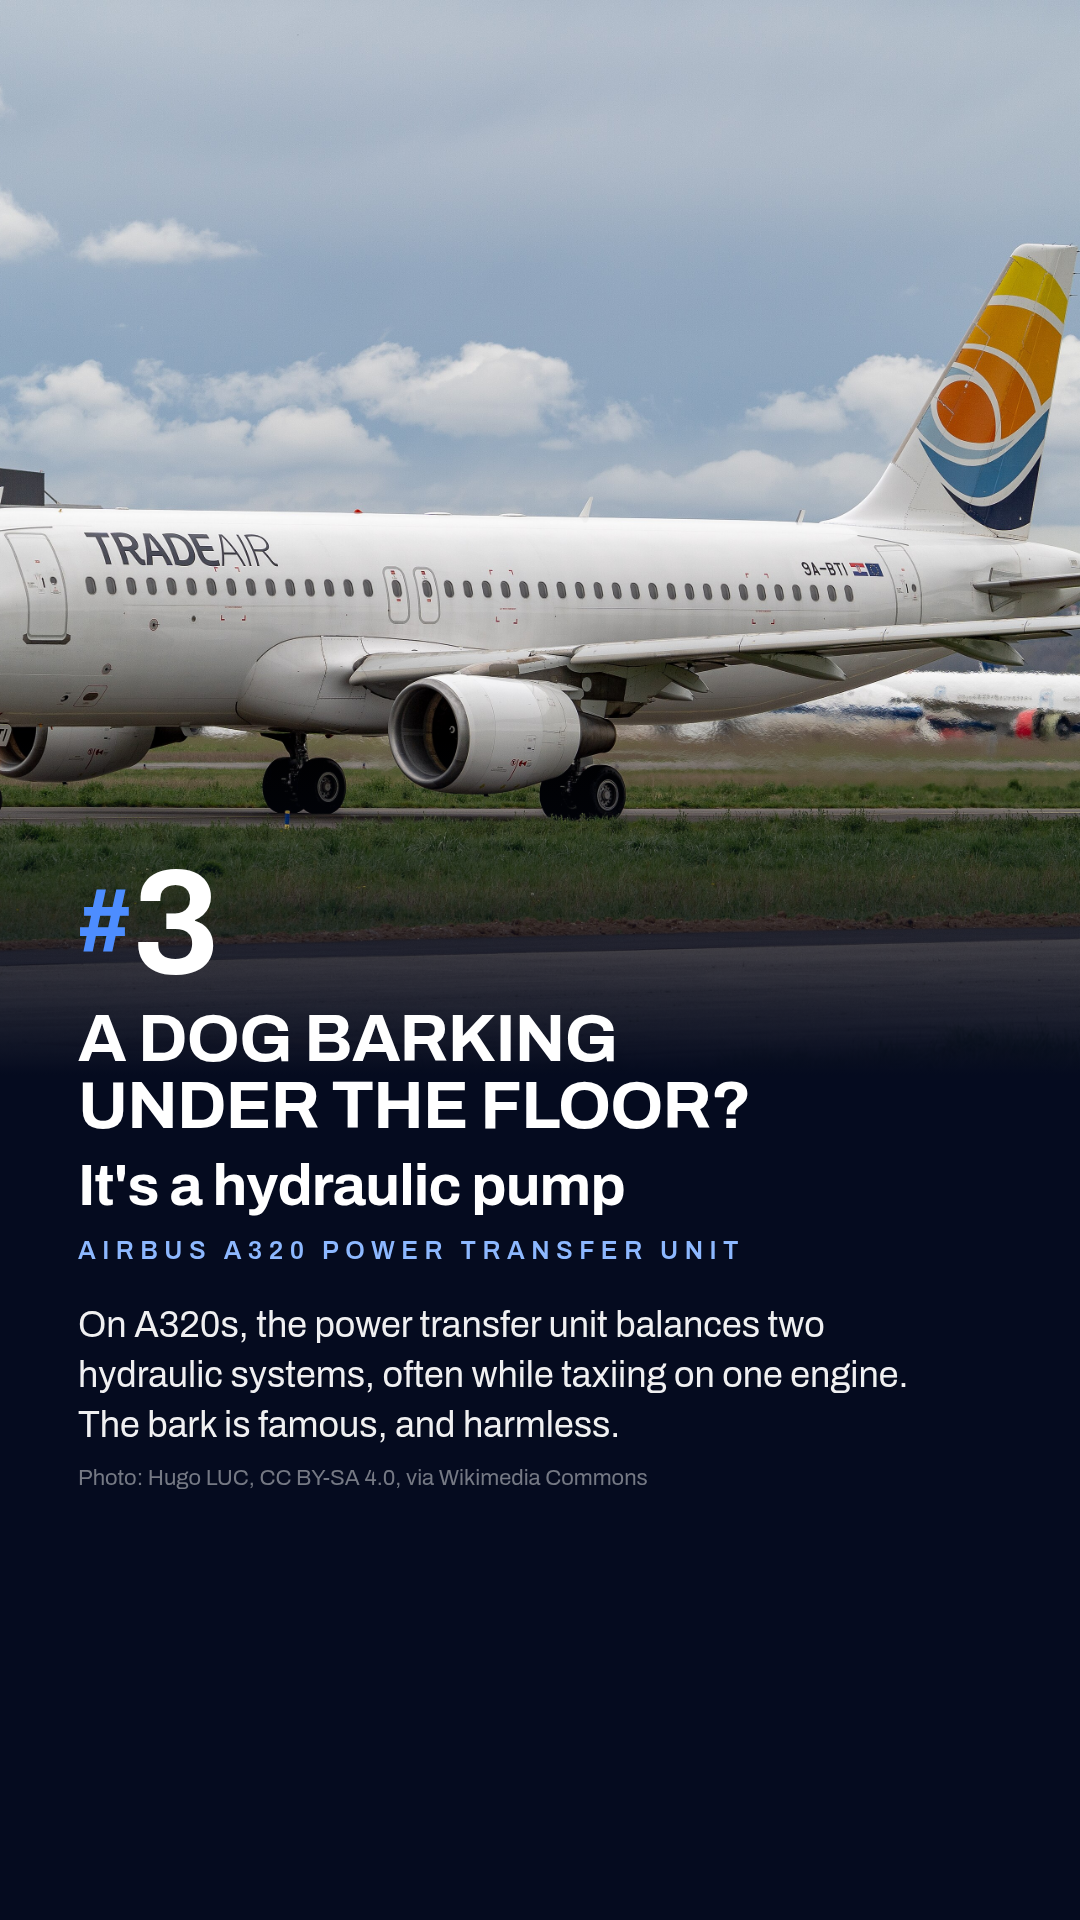 TRADEAIR
9A-BTI
#3
A DOG BARKING
UNDER THE FLOOR?
It's a hydraulic pump
AIRBUS A320 POWER TRANSFER UNIT
On A320s, the power transfer unit balances two
hydraulic systems, often while taxiing on one engine.
The bark is famous, and harmless.
Photo: Hugo LUC, CC BY-SA 4.0, via Wikimedia Commons